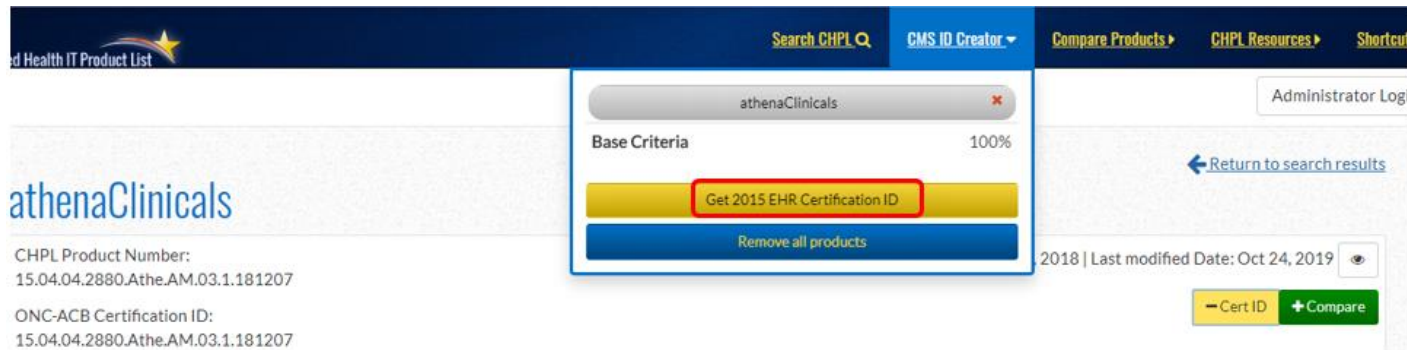 Search CHPL CMS ID Creator Compare Products CHPL Resources Shortcut
ed Health IT Product List
athenaClinicals
Administrator Logi
Base Criteria 100%
Return to search results
athenaClinicals
Get 2015 EHR Certification ID
Remove all products
CHPL Product Number:
, 2018 | Last modified Date: Oct 24, 2019
15.04.04.2880.Athe.AM.03.1.181207
Cert ID Compare
ONC-ACB Certification ID:
15.04.04.2880.Athe.AM.03.1.181207